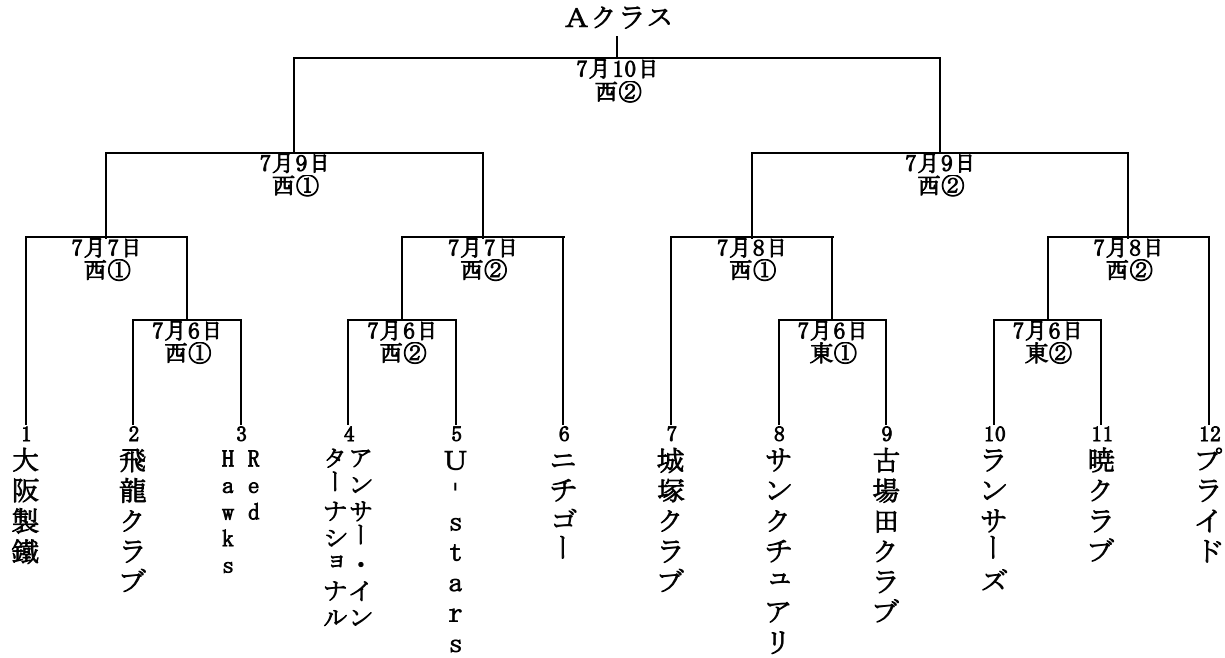 Ａクラス
7月10日
西②
7月9日
西①
7月9日
西②
7月7日
西①
7月7日
西②
7月8日
西①
7月8日
西②
7月6日
西①
7月6日
西②
7月6日
東①
7月6日
東②
1
大阪製鐵
2
飛龍クラブ
3
Red
Hawks
4
アンサー・イン
ターナショナル
5
U-stars
6
ニチゴー
7
城塚クラブ
8
サンクチュアリ
9
古場田クラブ
10
ランサーズ
11
暁クラブ
12
プライド